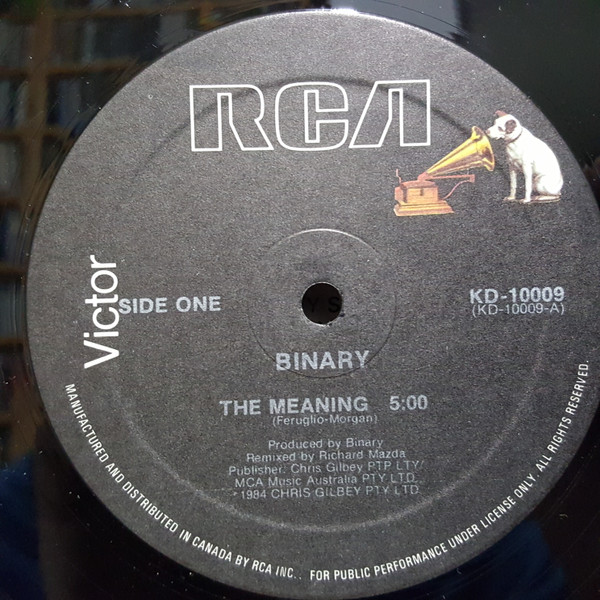 RCA
Victor
SIDE ONE
KD-10009
(KD-10009-A)
BINARY
THE MEANING 5:00
(Feruglio-Morgan)
Produced by Binary
Remixed by Richard Mazda
Publisher: Chris Gilbey PTP LTY/
MCA Music Australia PTY LTD.
1984 CHRIS GILBEY PTY LTD
MANUFACTURED AND DISTRIBUTED IN CANADA BY RCA INC.. FOR PUBLIC PERFORMANCE UNDER LICENSE ONLY. ALL RIGHTS RESERVED.